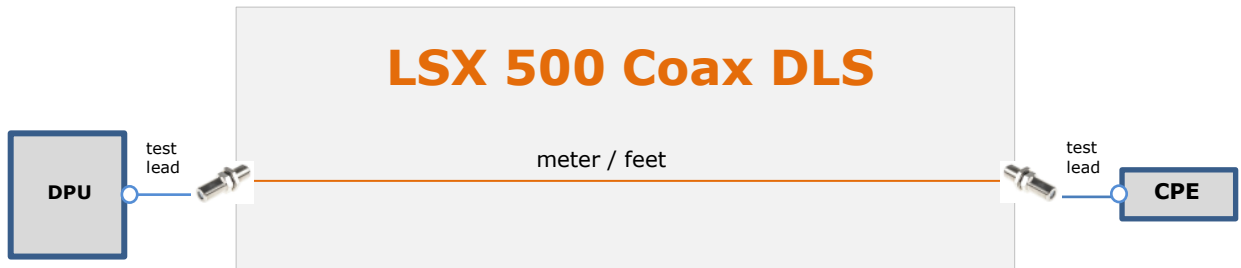 LSX 500 Coax DLS
test
lead
meter / feet
test
lead
DPU
CPE